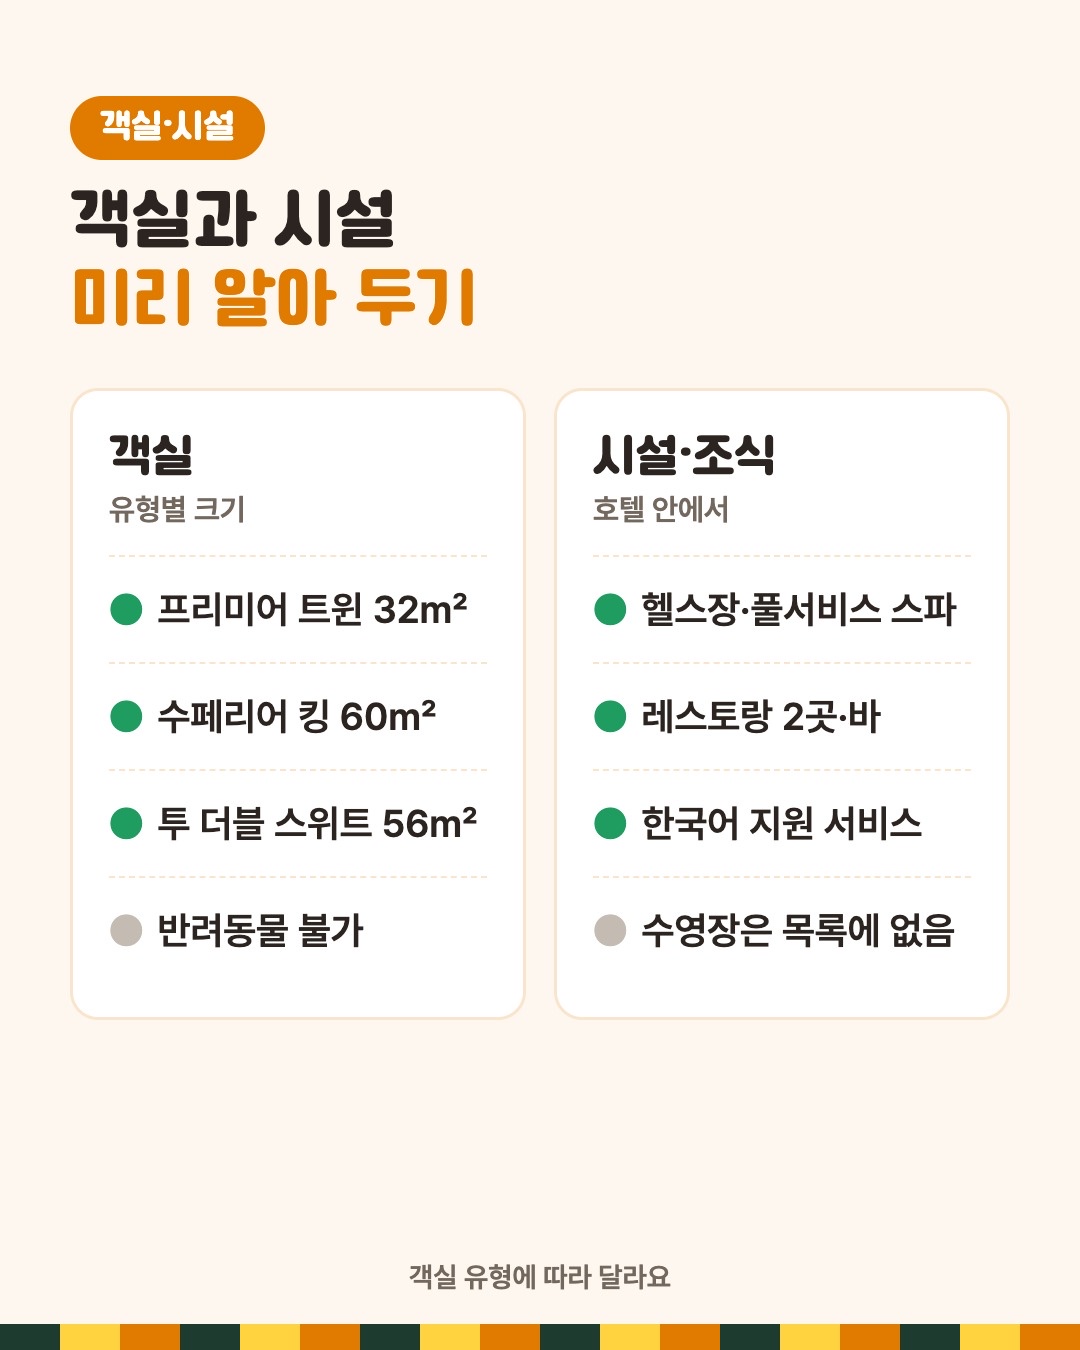 객실·시설
객실과 시설
미리 알아 두기
객실
유형별 크기
프리미어 트윈 32m²
수페리어 킹 60m²
투 더블 스위트 56m²
반려동물 불가
시설·조식
호텔 안에서
헬스장·풀서비스 스파
레스토랑 2곳·바
한국어 지원 서비스
수영장은 목록에 없음
객실 유형에 따라 달라요